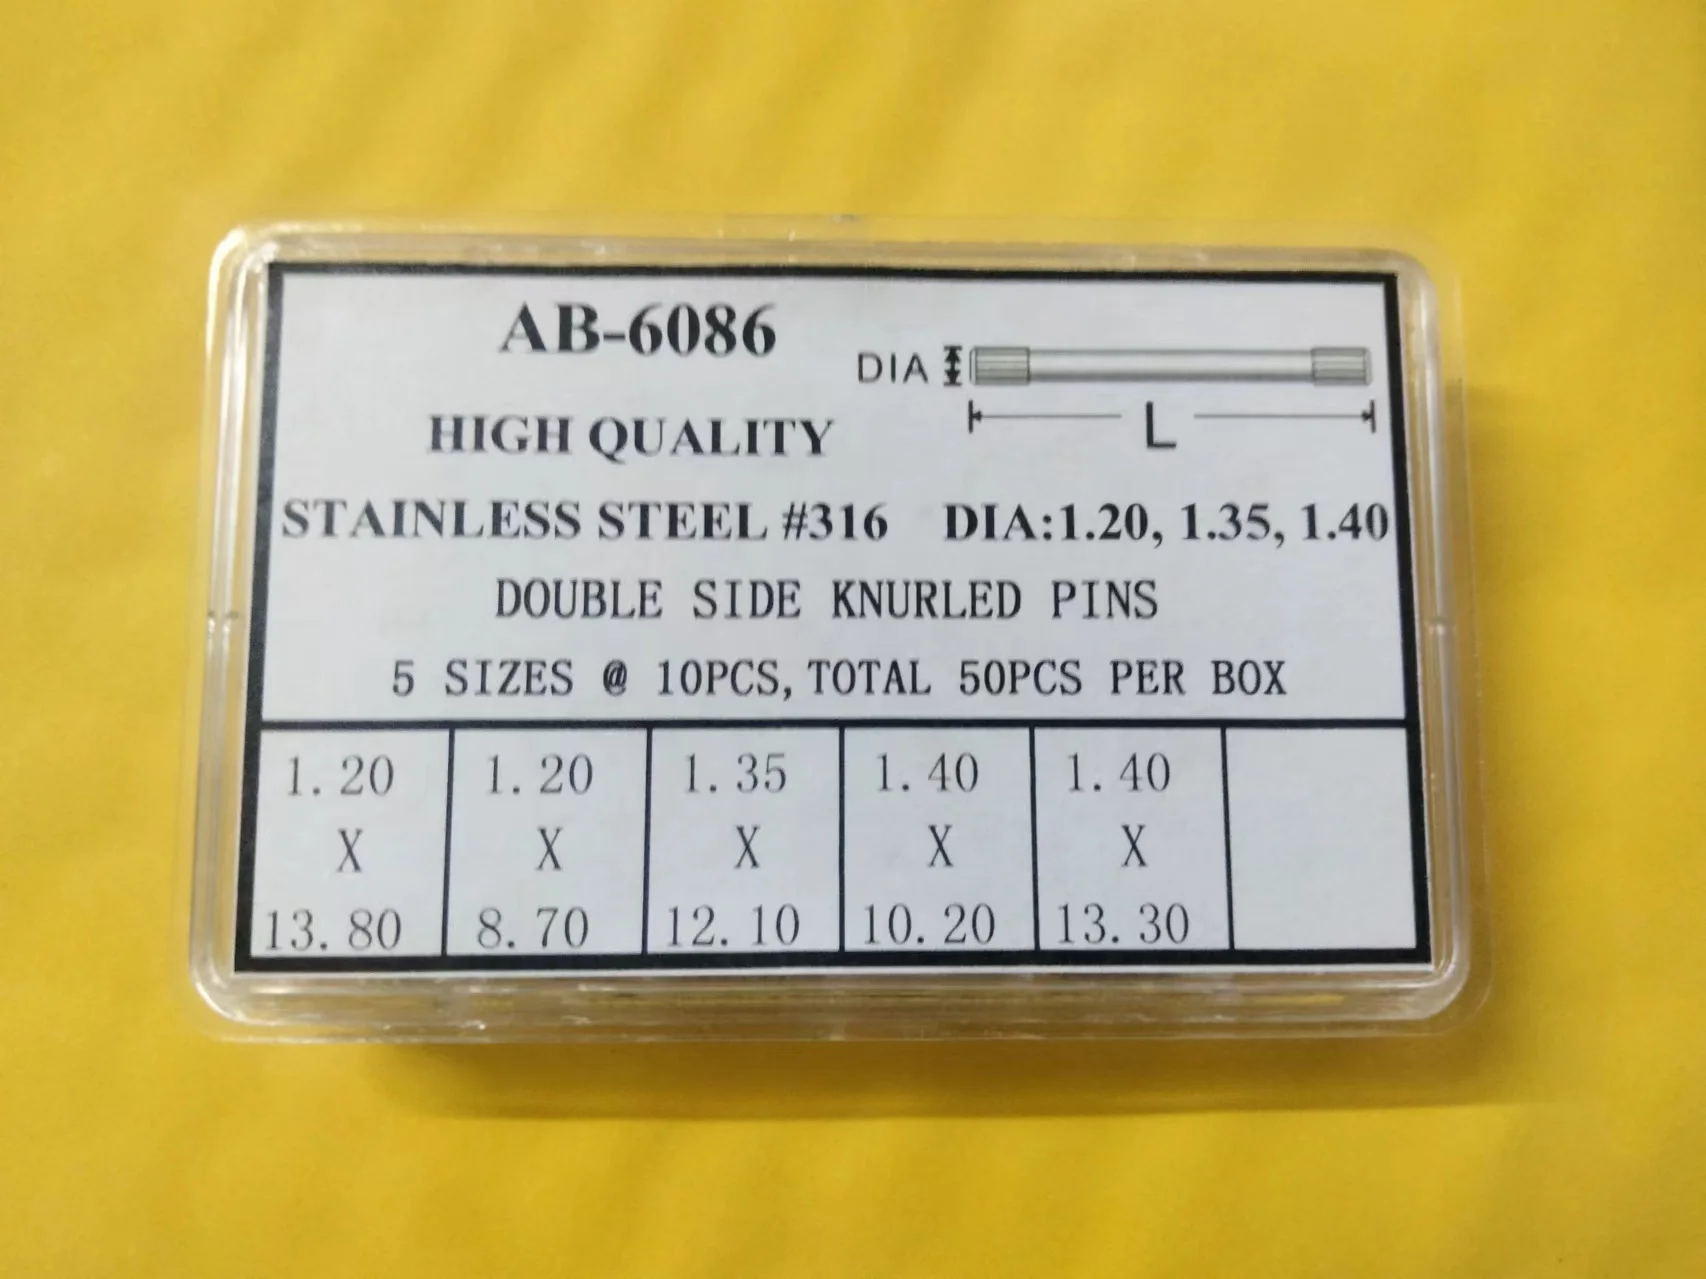 AB-6086
DIA
L
HIGH QUALITY
STAINLESS STEEL #316 DIA:1.20, 1.35, 1.40
DOUBLE SIDE KNURLED PINS
5 SIZES @ 10PCS, TOTAL 50PCS PER BOX
1.20 1.20 1.35 1.40 1.40
X X X X X
13.80 8.70 12.10 10.20 13.30